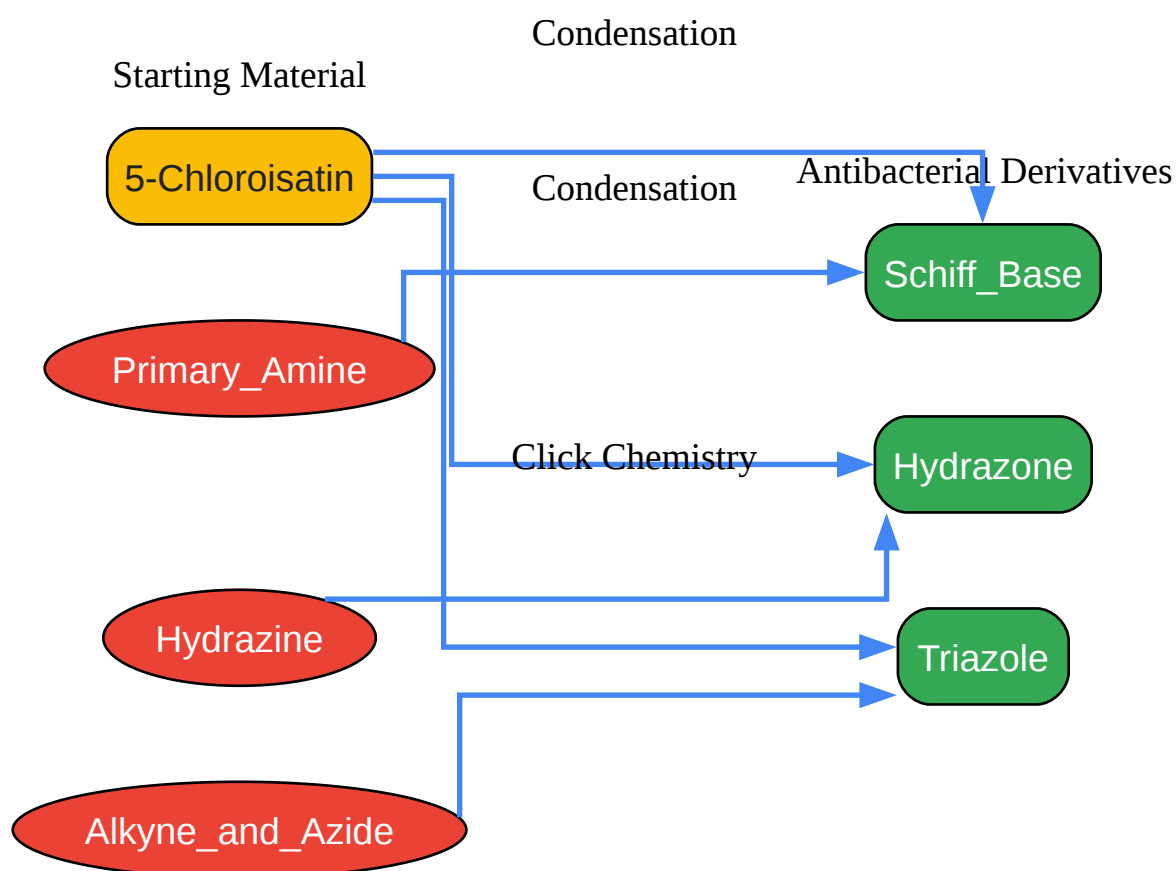 Condensation
Starting Material
5-Chloroisatin
Condensation
Antibacterial Derivatives
Schiff_Base
Primary_Amine
Click Chemistry
Hydrazone
Hydrazine
Triazole
Alkyne_and_Azide